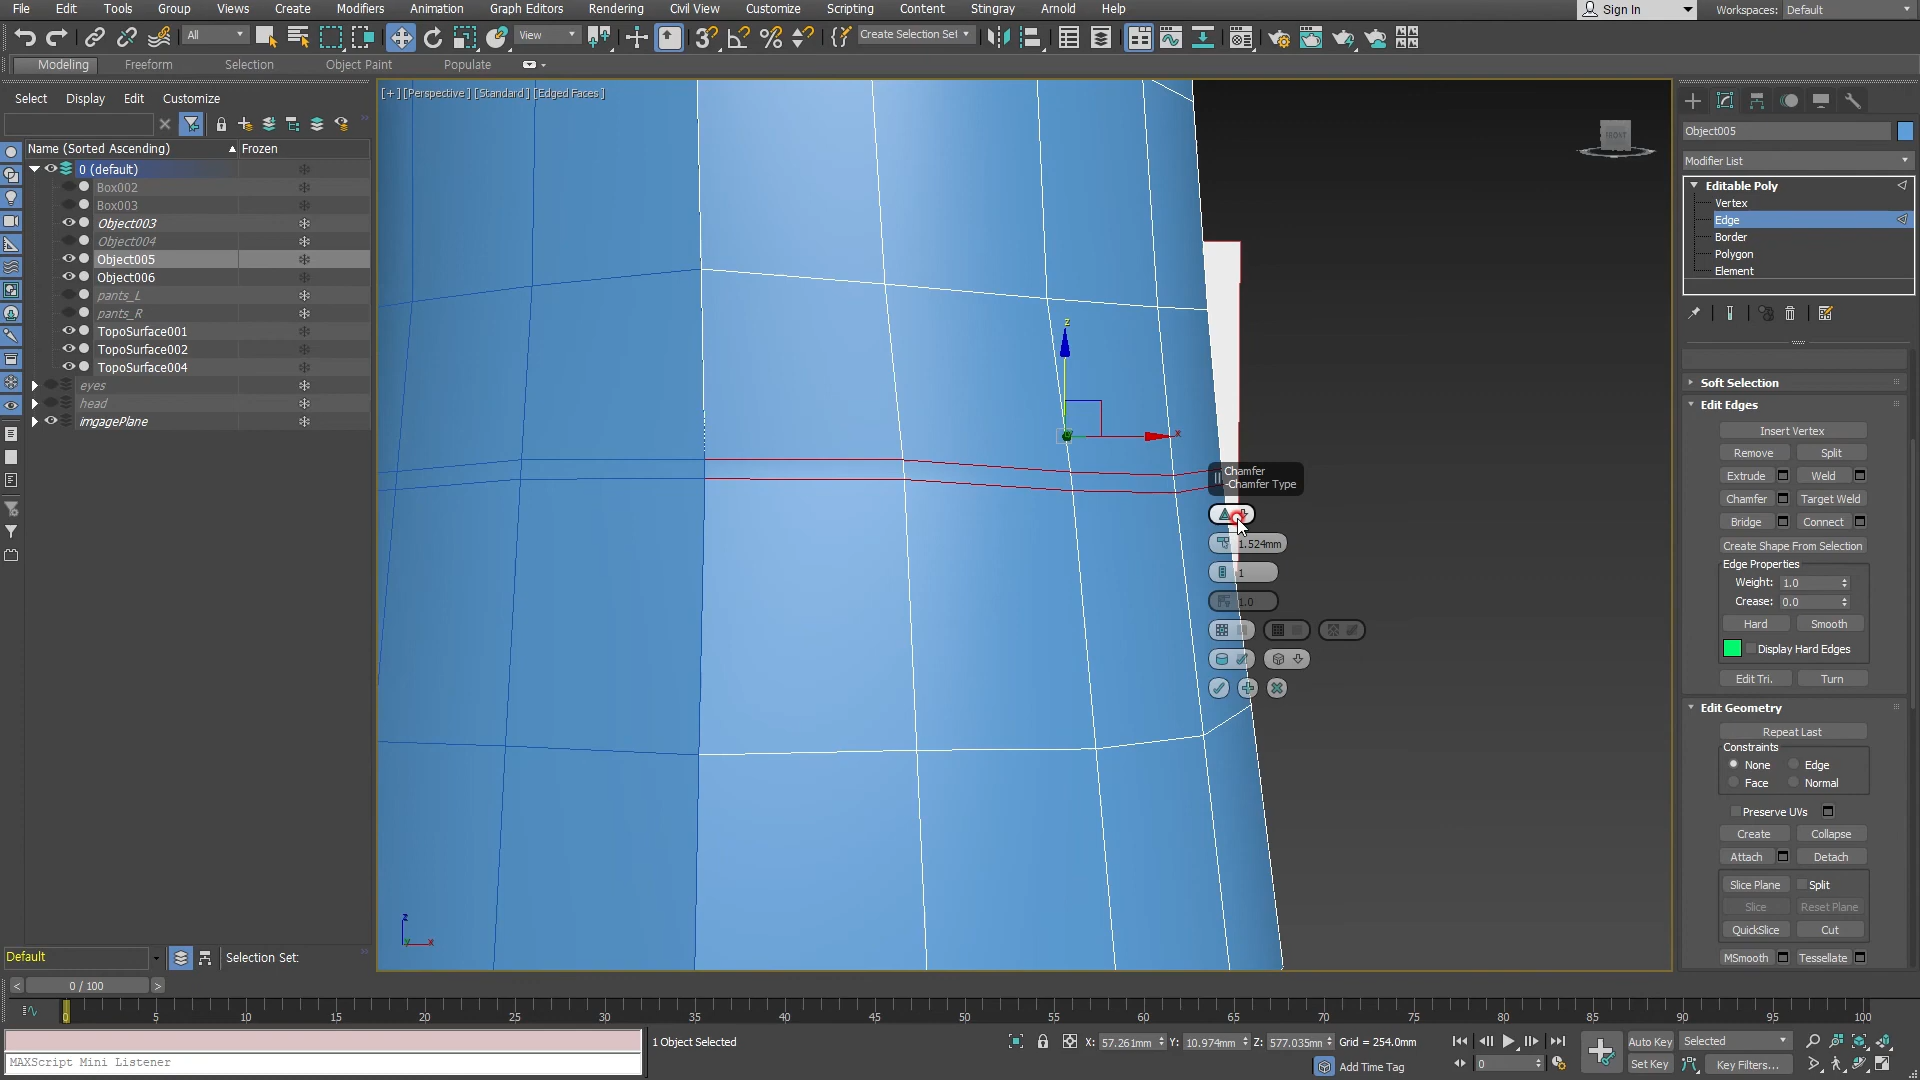 File Edit Tools Group Views Create Modifiers Animation Graph Editors Rendering Civil View Customize Scripting Content Stingray Arnold Help Sign In Workspaces: Default
All View Create Selection Set
Modeling Freeform Selection Object Paint Populate
Select Display Edit Customize
Name (Sorted Ascending) Frozen
0 (default)
Box002
Box003
Object003
Object004
Object005
Object006
pants_L
pants_R
TopoSurface001
TopoSurface002
TopoSurface004
eyes
head
imgagePlane
Default Selection Set:
[+][Perspective][Standard][Edged Faces]
FRONT
z
x
Chamfer
-Chamfer Type
1.524mm
1
1.0
z
x
Object005
Modifier List
Editable Poly
Vertex
Edge
Border
Polygon
Element
Soft Selection
Edit Edges
Insert Vertex
Remove Split
Extrude Weld
Chamfer Target Weld
Bridge Connect
Create Shape From Selection
Edge Properties
Weight: 1.0
Crease: 0.0
Hard Smooth
Display Hard Edges
Edit Tri. Turn
Edit Geometry
Repeat Last
Constraints
None Edge
Face Normal
Preserve UVs
Create Collapse
Attach Detach
Slice Plane Split
Slice Reset Plane
QuickSlice Cut
MSmooth Tessellate
< 0 / 100 >
0 5 10 15 20 25 30 35 40 45 50 55 60 65 70 75 80 85 90 95 100
1 Object Selected X: 57.261mm Y: 10.974mm Z: 577.035mm Grid = 254.0mm Auto Key Selected
MAXScript Mini Listener Add Time Tag 0 Set Key Key Filters...